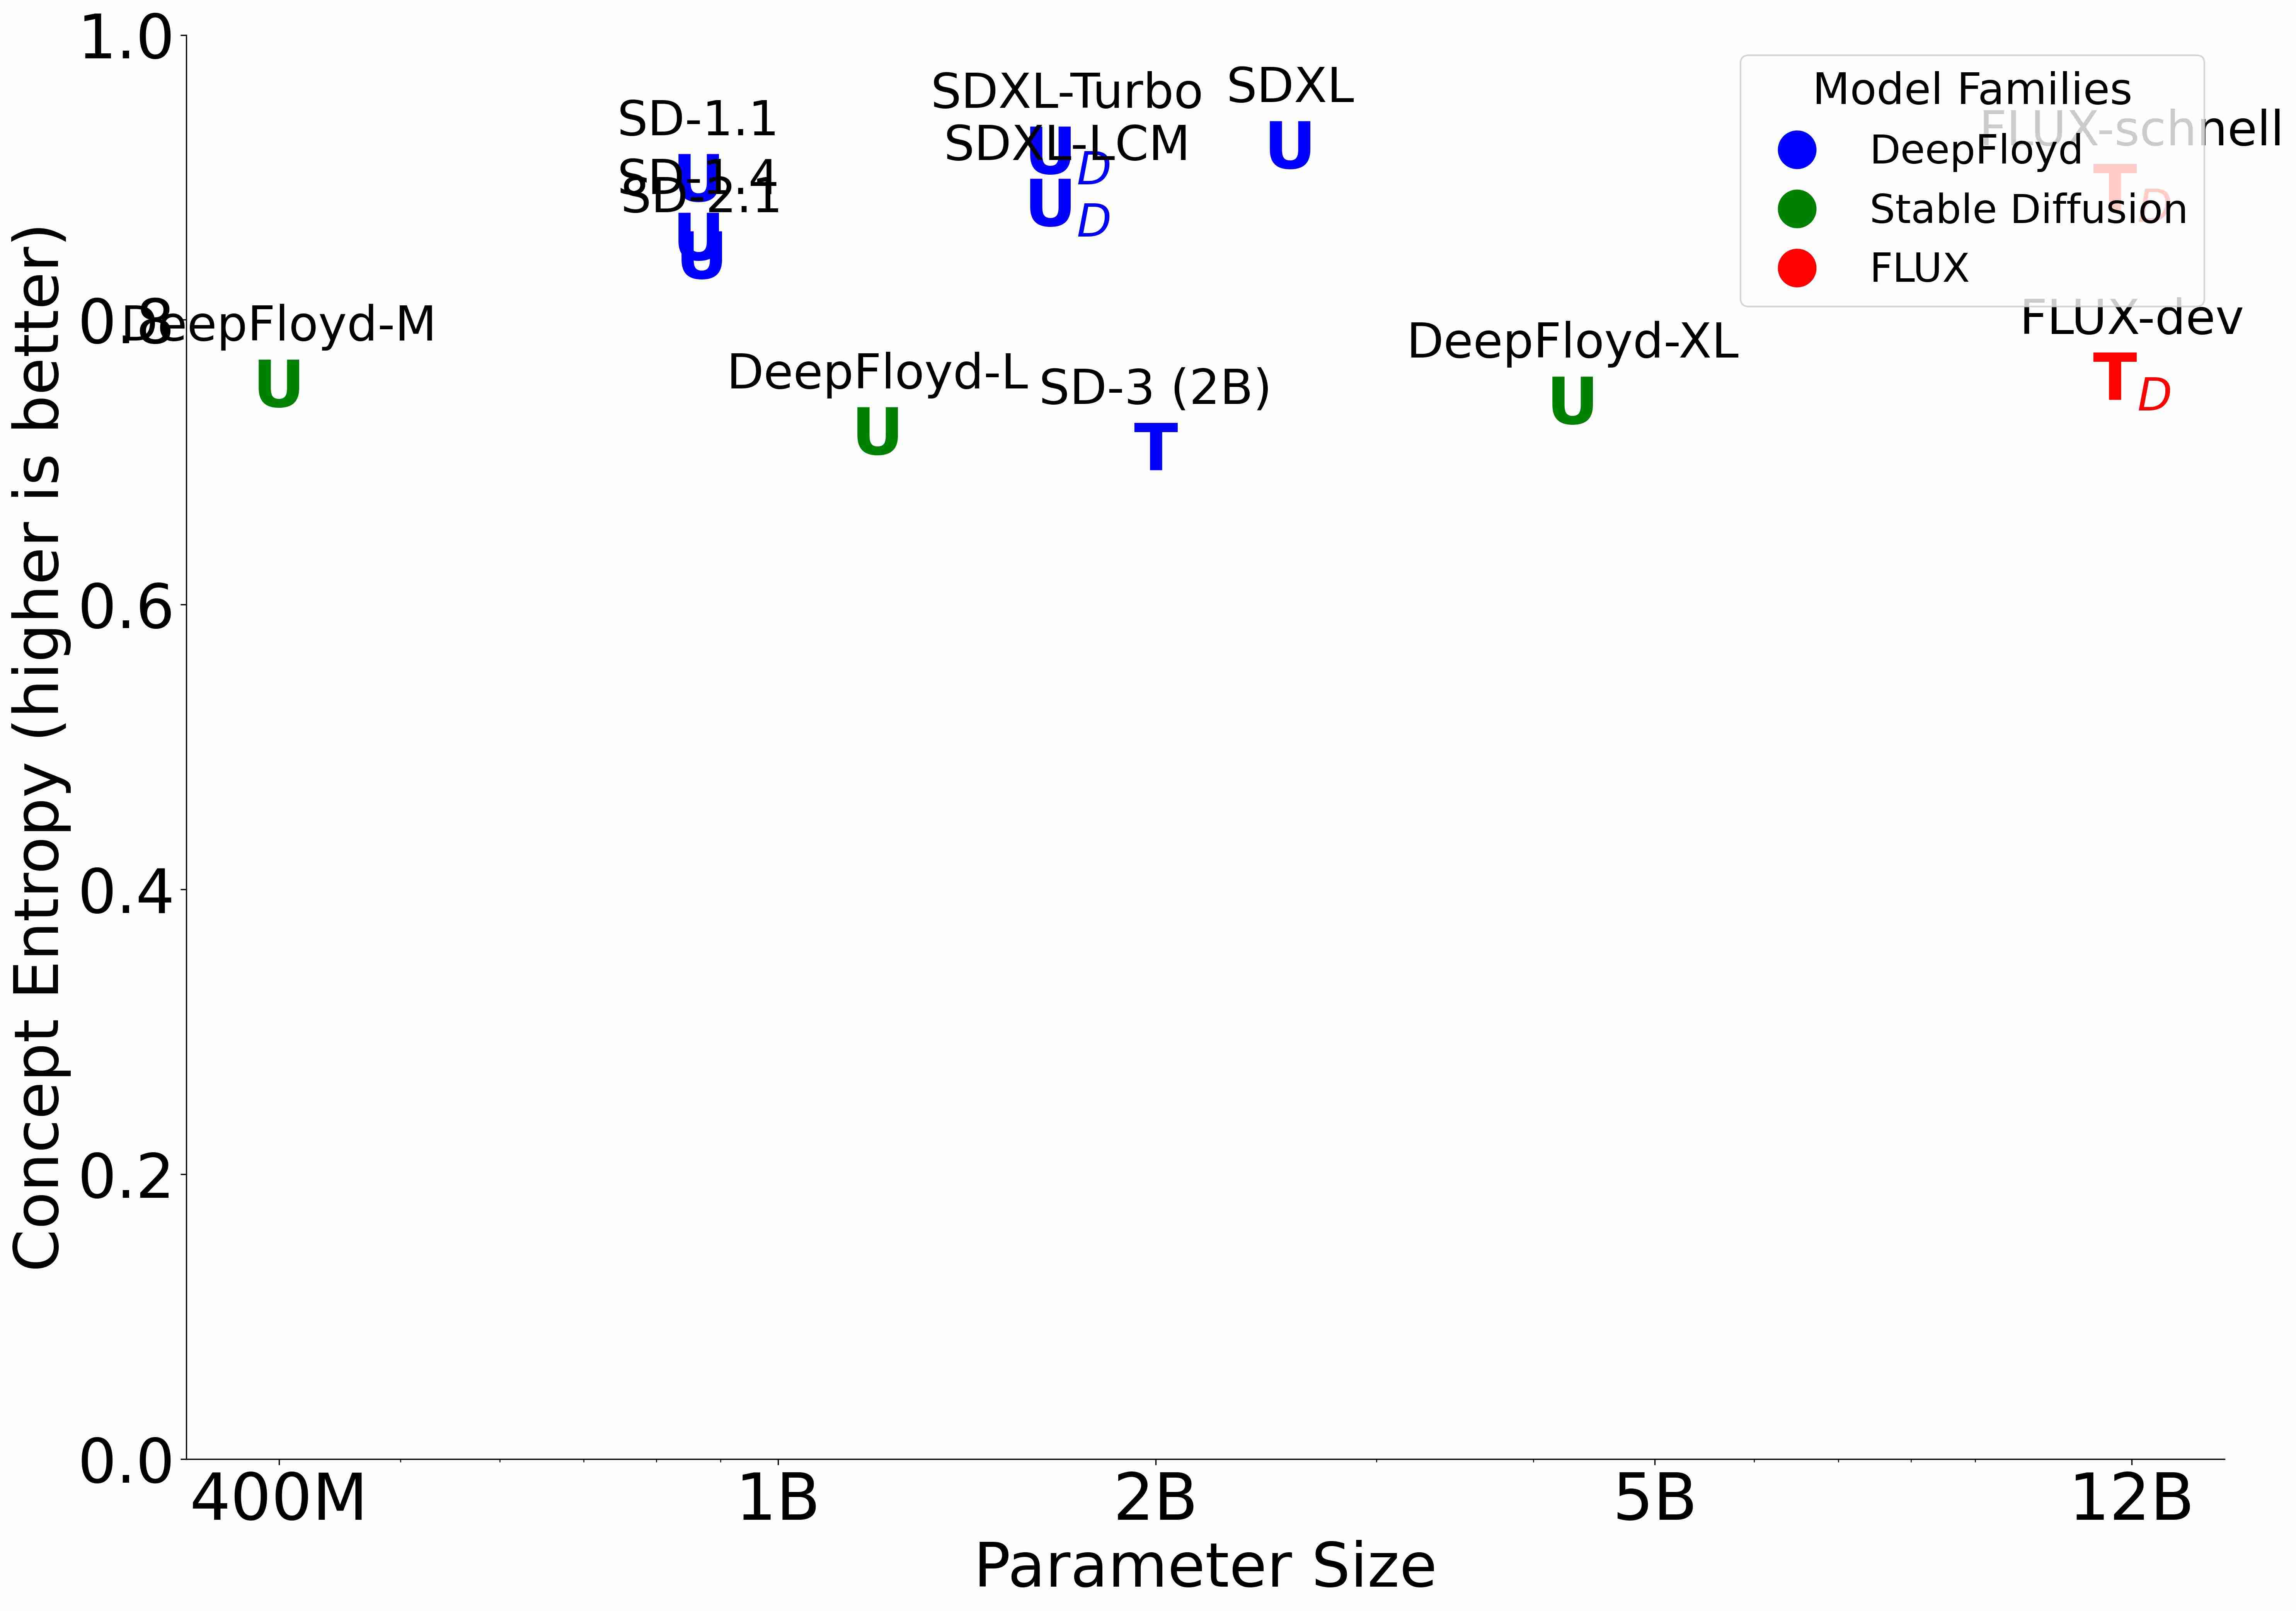 Concept Entropy (higher is better)
1.0
0.8
0.6
0.4
0.2
0.0
SD-1.1
U
SD-1.4
U
SD-2.1
U
SDXL-Turbo
U D
SDXL-LCM
U D
SDXL
U
Model Families
DeepFloyd
Stable Diffusion
FLUX
FLUX-schnell
T D
FLUX-dev
T D
DeepFloyd-M
U
DeepFloyd-L
U
SD-3 (2B)
T
DeepFloyd-XL
U
400M
1B
2B
5B
12B
Parameter Size